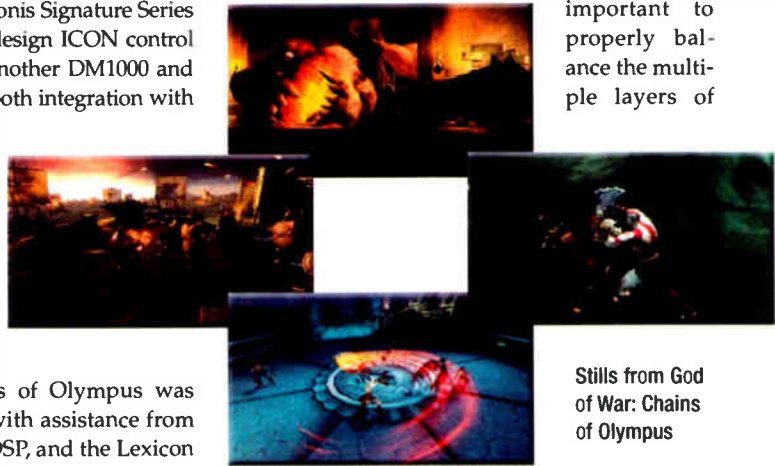 onis Signature Series
design ICON control
nother DM1000 and
oth integration with
important to
properly bal-
ance the multi-
ple layers of
s of Olympus was
with assistance from
OSP, and the Lexicon
Stills from God
of War: Chains
of Olympus